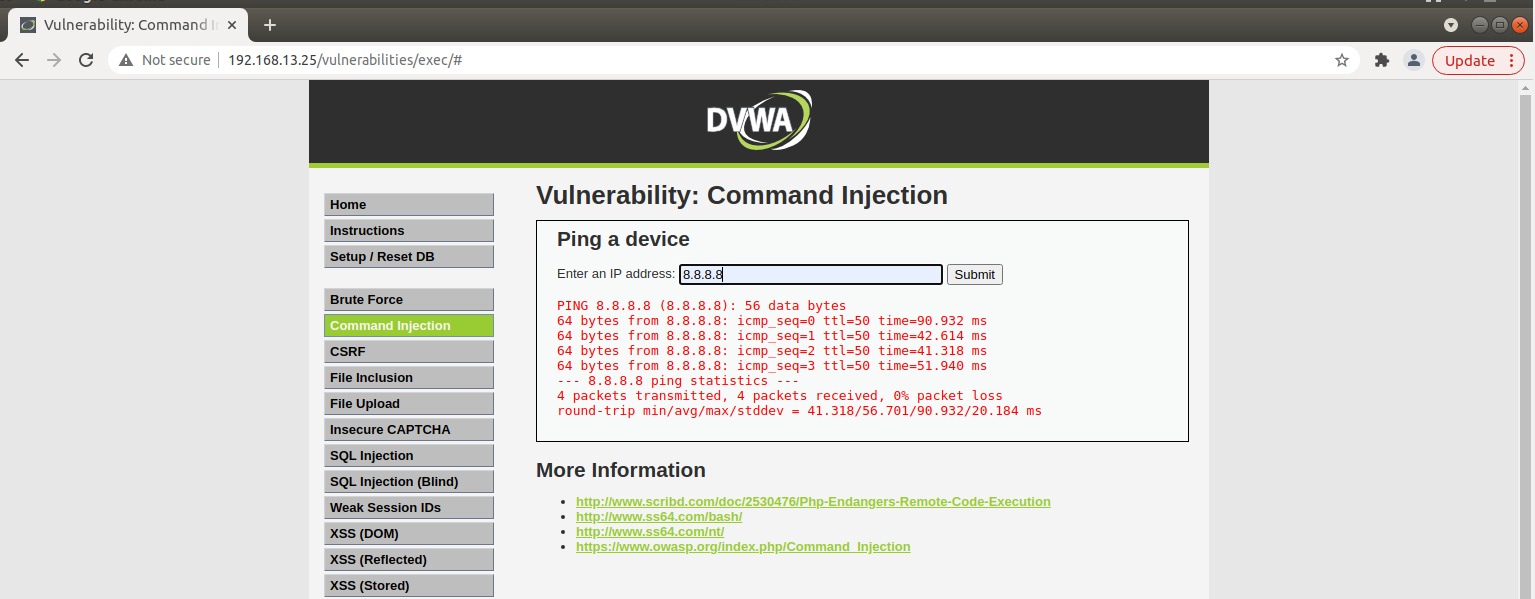 Vulnerability: Command I
Not secure
192.168.13.25/vulnerabilities/exec/#
Update
DVWA
Home
Instructions
Setup / Reset DB
Brute Force
Command Injection
CSRF
File Inclusion
File Upload
Insecure CAPTCHA
SQL Injection
SQL Injection (Blind)
Weak Session IDs
XSS (DOM)
XSS (Reflected)
XSS (Stored)
Vulnerability: Command Injection
Ping a device
Enter an IP address: 8.8.8.8 Submit
PING 8.8.8.8 (8.8.8.8): 56 data bytes
64 bytes from 8.8.8.8: icmp_seq=0 ttl=50 time=90.932 ms
64 bytes from 8.8.8.8: icmp_seq=1 ttl=50 time=42.614 ms
64 bytes from 8.8.8.8: icmp_seq=2 ttl=50 time=41.318 ms
64 bytes from 8.8.8.8: icmp_seq=3 ttl=50 time=51.940 ms
--- 8.8.8.8 ping statistics ---
4 packets transmitted, 4 packets received, 0% packet loss
round-trip min/avg/max/stddev = 41.318/56.701/90.932/20.184 ms
More Information
http://www.scribd.com/doc/2530476/Php-Endangers-Remote-Code-Execution
http://www.ss64.com/bash/
http://www.ss64.com/nt/
https://www.owasp.org/index.php/Command_Injection